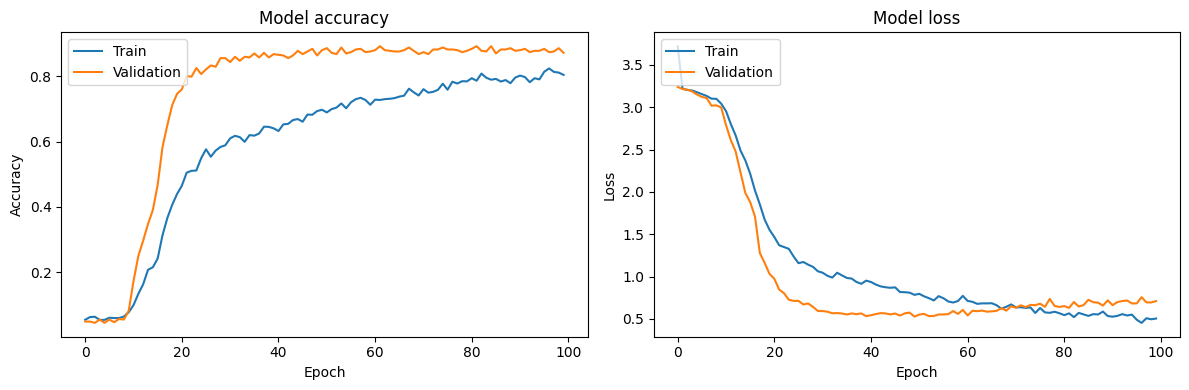 Model accuracy
Train
Validation
0.8
0.6
0.4
0.2
Accuracy
0 20 40 60 80 100
Epoch
Model loss
Train
Validation
3.5
3.0
2.5
2.0
1.5
1.0
0.5
Loss
0 20 40 60 80 100
Epoch